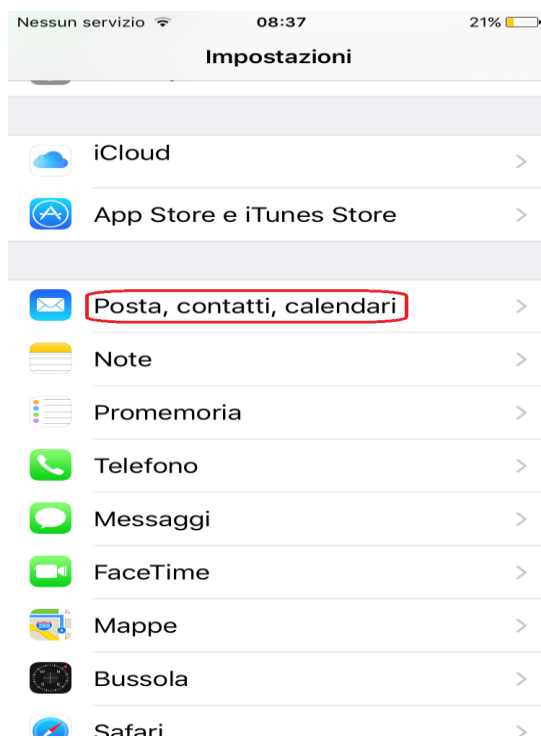 Nessun servizio 08:37 21%
Impostazioni
iCloud
App Store e iTunes Store
Posta, contatti, calendari
Note
Promemoria
Telefono
Messaggi
FaceTime
Mappe
Bussola
Safari